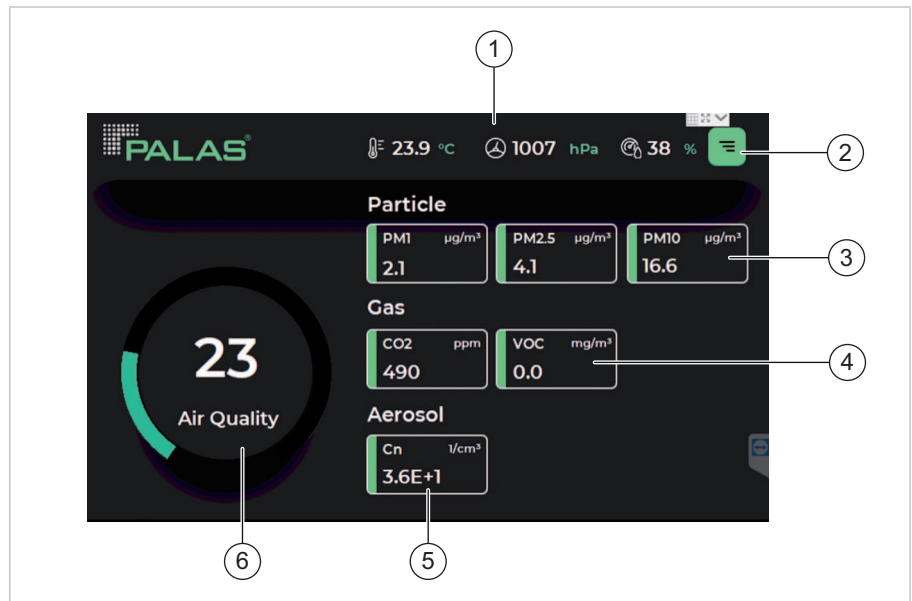 1
PALAS®
23.9 °C 1007 hPa 38 %
2
Particle
PM1 µg/m³ PM2.5 µg/m³ PM10 µg/m³
2.1 4.1 16.6
3
Gas
CO2 ppm VOC mg/m³
490 0.0
4
23
Air Quality
Aerosol
Cn 1/cm³
3.6E+1
6
5